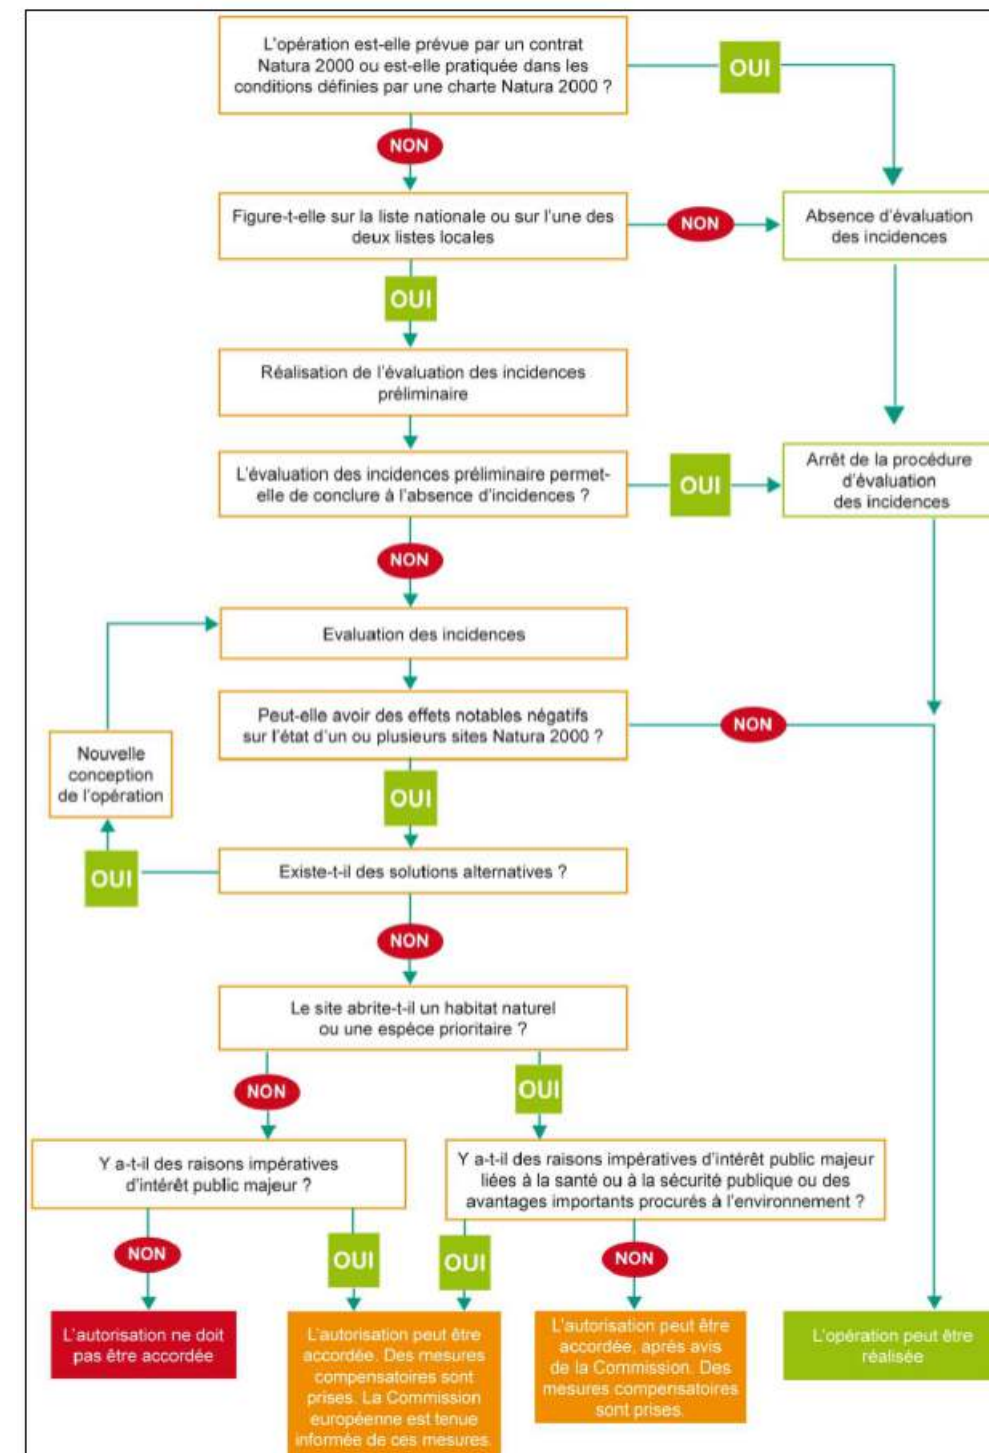 L'opération est-elle prévue par un contrat
Natura 2000 ou est-elle pratiquée dans les
conditions définies par une charte Natura 2000 ?
OUI
NON
Figure-t-elle sur la liste nationale ou sur l'une des
deux listes locales
NON
Absence d'évaluation
des incidences
OUI
Réalisation de l'évaluation des incidences
préliminaire
L'évaluation des incidences préliminaire permet-
elle de conclure à l'absence d'incidences ?
OUI
Arrêt de la procédure
d'évaluation
des incidences
NON
Evaluation des incidences
Peut-elle avoir des effets notables négatifs
sur l'état d'un ou plusieurs sites Natura 2000 ?
NON
Nouvelle
conception
de l'opération
OUI
OUI
Existe-t-il des solutions alternatives ?
NON
Le site abrite-t-il un habitat naturel
ou une espéce prioritaire ?
NON
OUI
Y a-t-il des raisons impératives
d'intérêt public majeur ?
Y a-t-il des raisons impératives d'intérêt public majeur
liées à la santé ou à la sécurité publique ou des
avantages importants procurés à l'environnement ?
NON
OUI
OUI
NON
L'autorisation ne doit
pas être accordée
L'autorisation peut être
accordée. Des mesures
compensatoires sont
prises. La Commission
européenne est tenue
informée de ces mesures.
L'autorisation peut être
accordée, après avis
de la Commission. Des
mesures compensatoires
sont prises.
L'opération peut être
réalisée